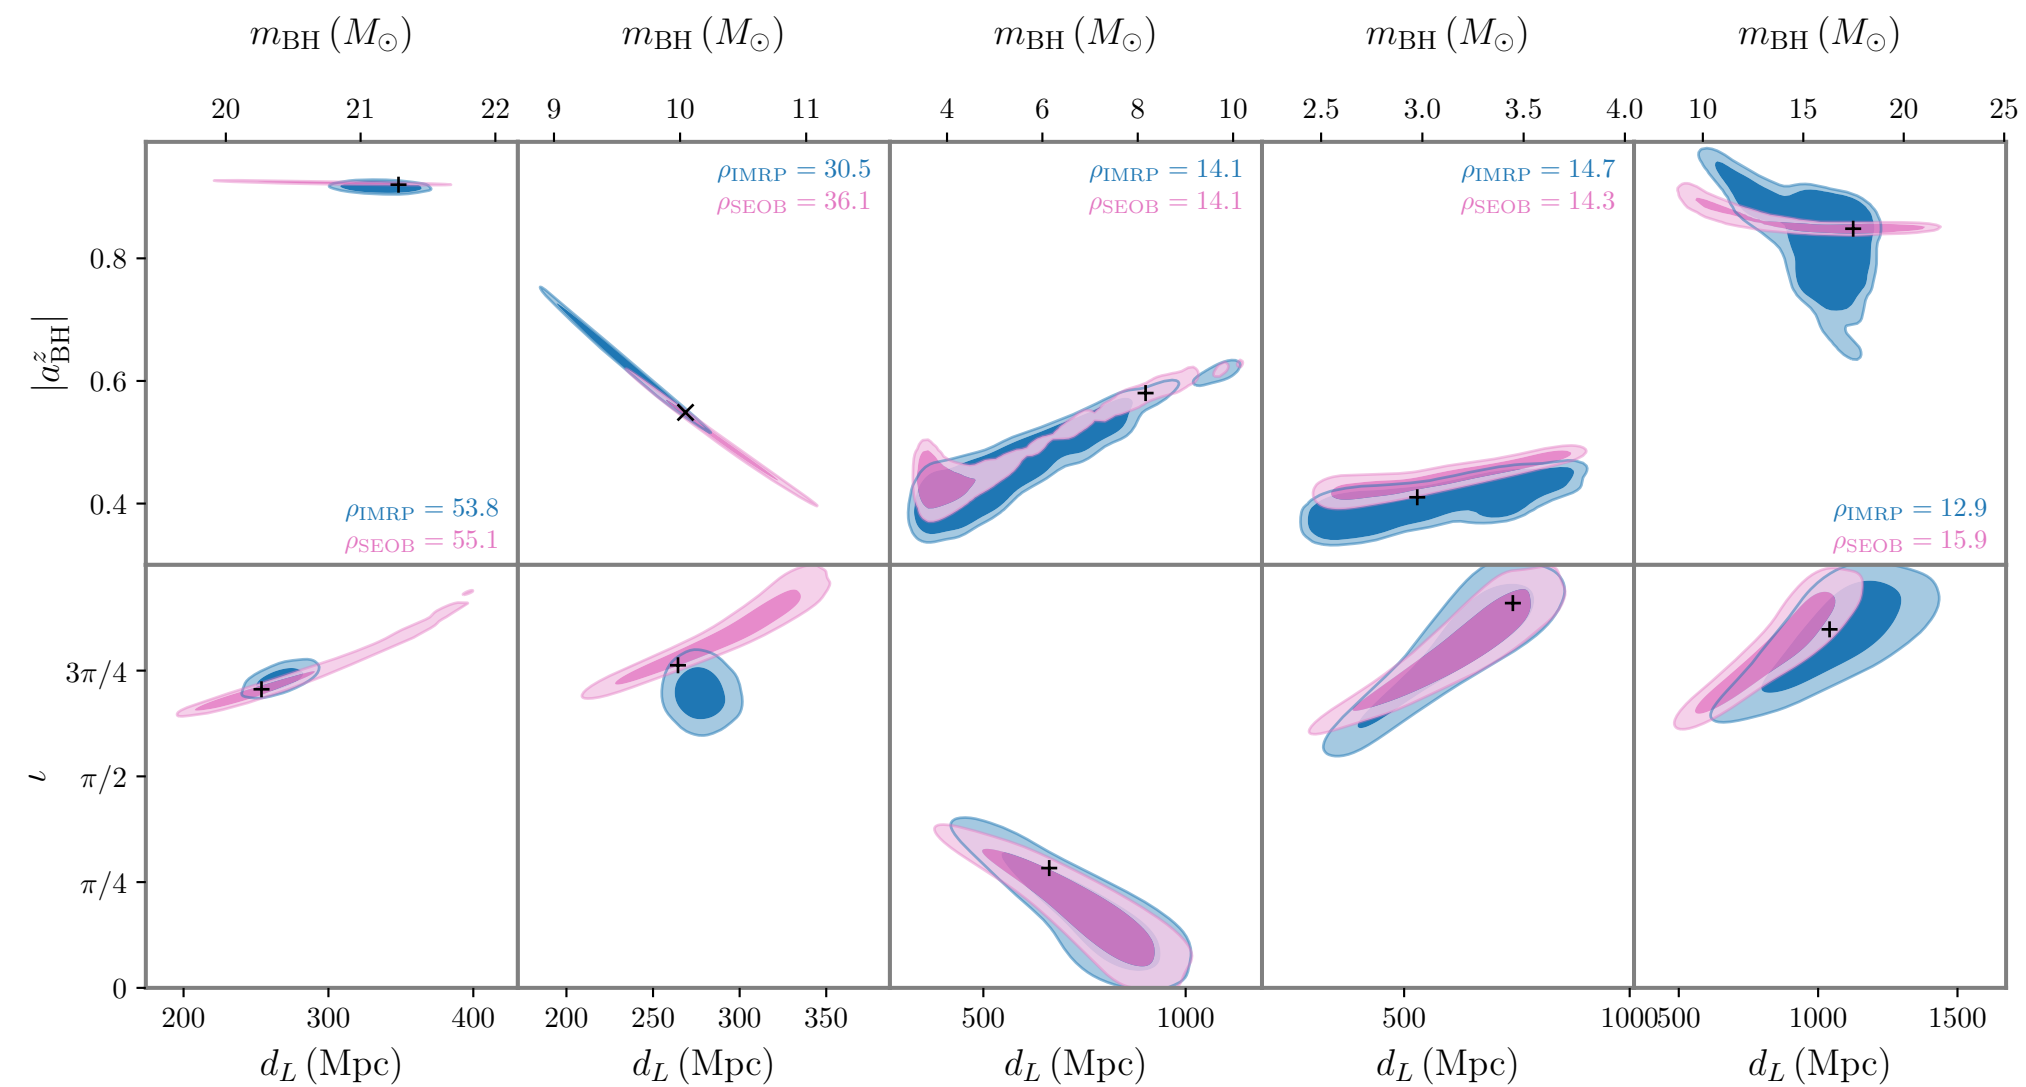 m_BH (M_⊙) m_BH (M_⊙) m_BH (M_⊙) m_BH (M_⊙) m_BH (M_⊙)
20 21 22 9 10 11 4 6 8 10 2.5 3.0 3.5 4.0 10 15 20 25
ρ_IMRP = 30.5 ρ_IMRP = 14.1 ρ_IMRP = 14.7
ρ_SEOB = 36.1 ρ_SEOB = 14.1 ρ_SEOB = 14.3
0.8
|a^z_BH|
0.6
0.4
ρ_IMRP = 53.8 ρ_IMRP = 12.9
ρ_SEOB = 55.1 ρ_SEOB = 15.9
3π/4
ι
π/2
π/4
0
200 300 400 200 250 300 350 500 1000 500 1000 500 1000 1500
d_L (Mpc) d_L (Mpc) d_L (Mpc) d_L (Mpc) d_L (Mpc)